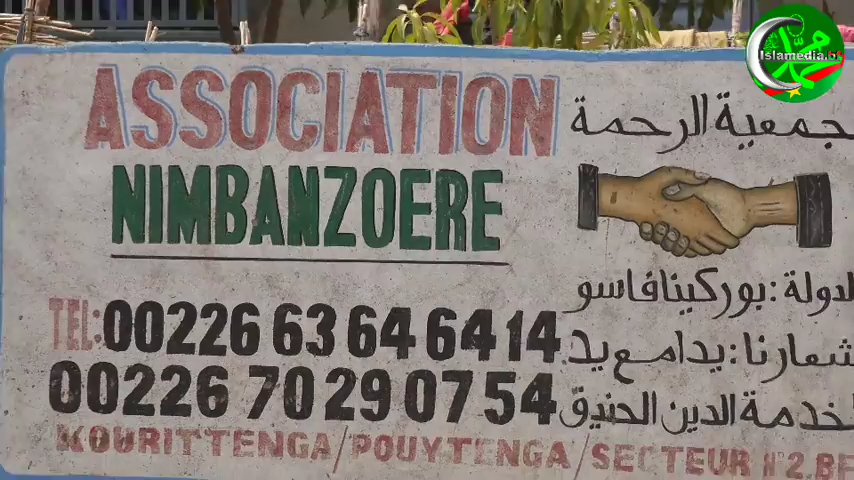 Islamedia.bf
ASSOCIATION
جمعية الرحمة
NIMBANZOERE
الدولة: بوركينافاسو
TEL: 00226 63 64 64 14
شعارنا: يدا مع يد
00226 70 29 07 54
لخدمة الدين الحنيق
KOURITTENGA/POUYTENGA/SECTEUR N°2.BF